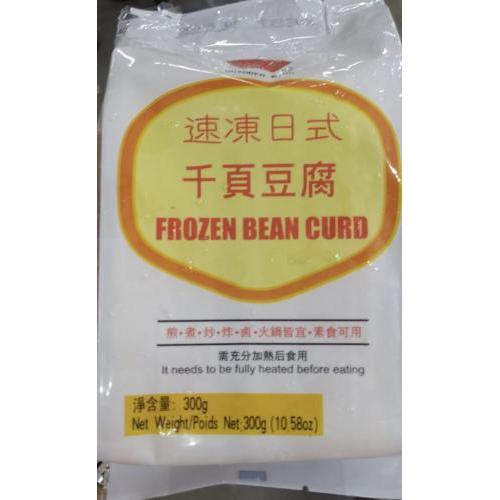 速凍日式
千頁豆腐
FROZEN BEAN CURD
煎•煮•炒•炸•鹵•火鍋皆宜•素食可用
需充分加熱后食用
It needs to be fully heated before eating
淨含量: 300g
Net Weight/Poids Net:300g (10.58oz)